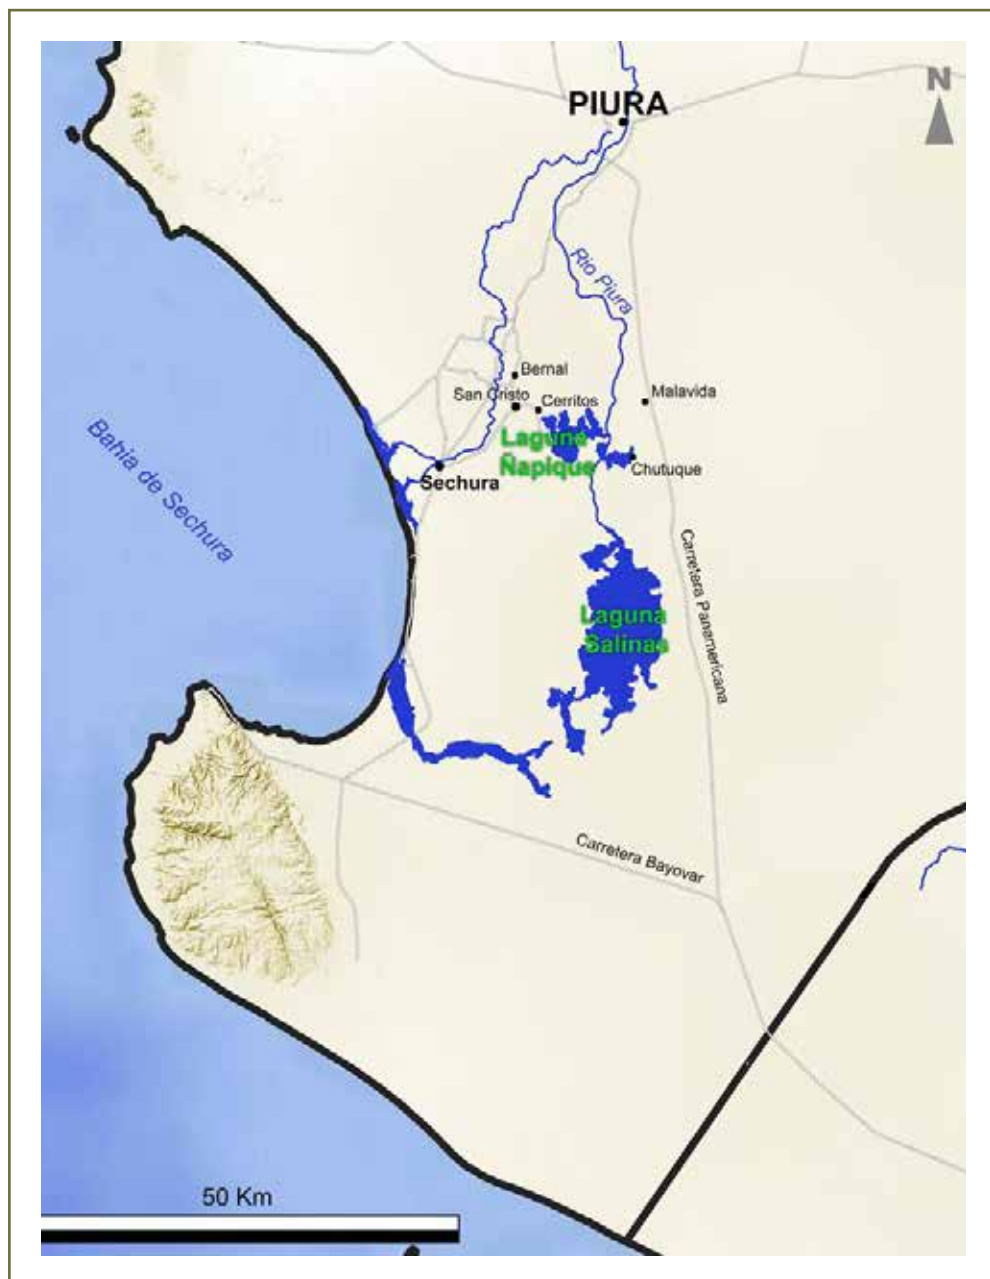 N
PIURA
Rio Piura
Bernal
San Cristo
Cerritos
Malavida
Laguna
Ñapique
Chutuque
Sechura
Bahia de Sechura
Carretera Panamericana
Laguna
Salinas
Carretera Bayovar
50 Km